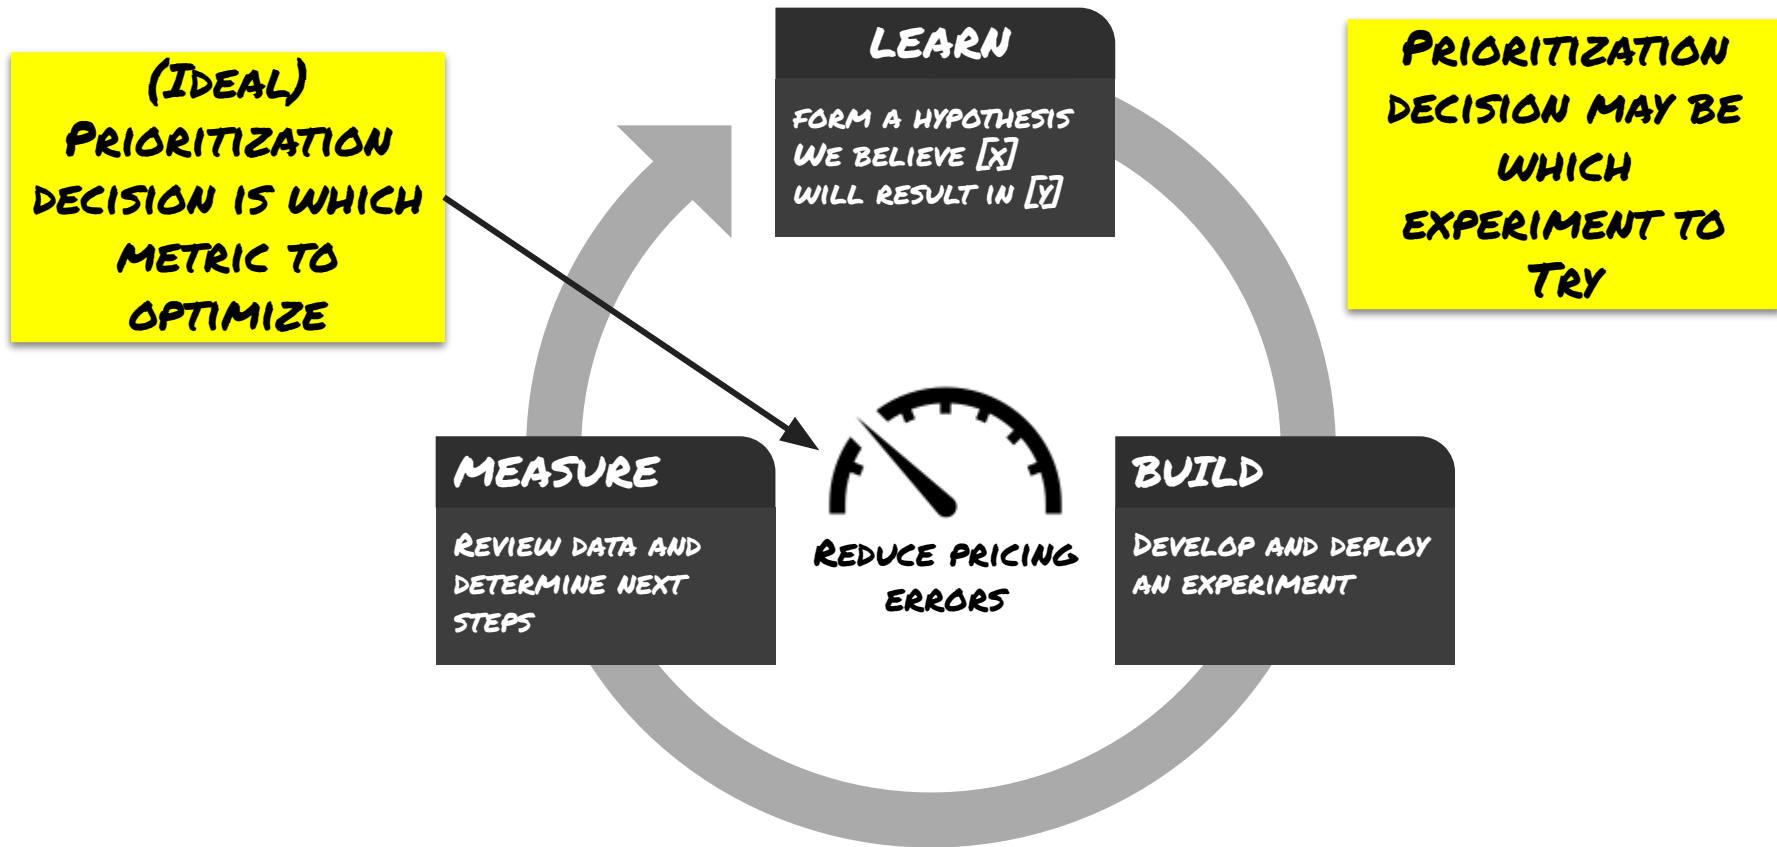 (Ideal)
Prioritization
decision is which
metric to
optimize
LEARN
form a hypothesis
We believe [x]
will result in [y]
Prioritization
decision may be
which
experiment to
Try
MEASURE
Review data and
determine next
steps
Reduce pricing
errors
BUILD
Develop and deploy
an experiment